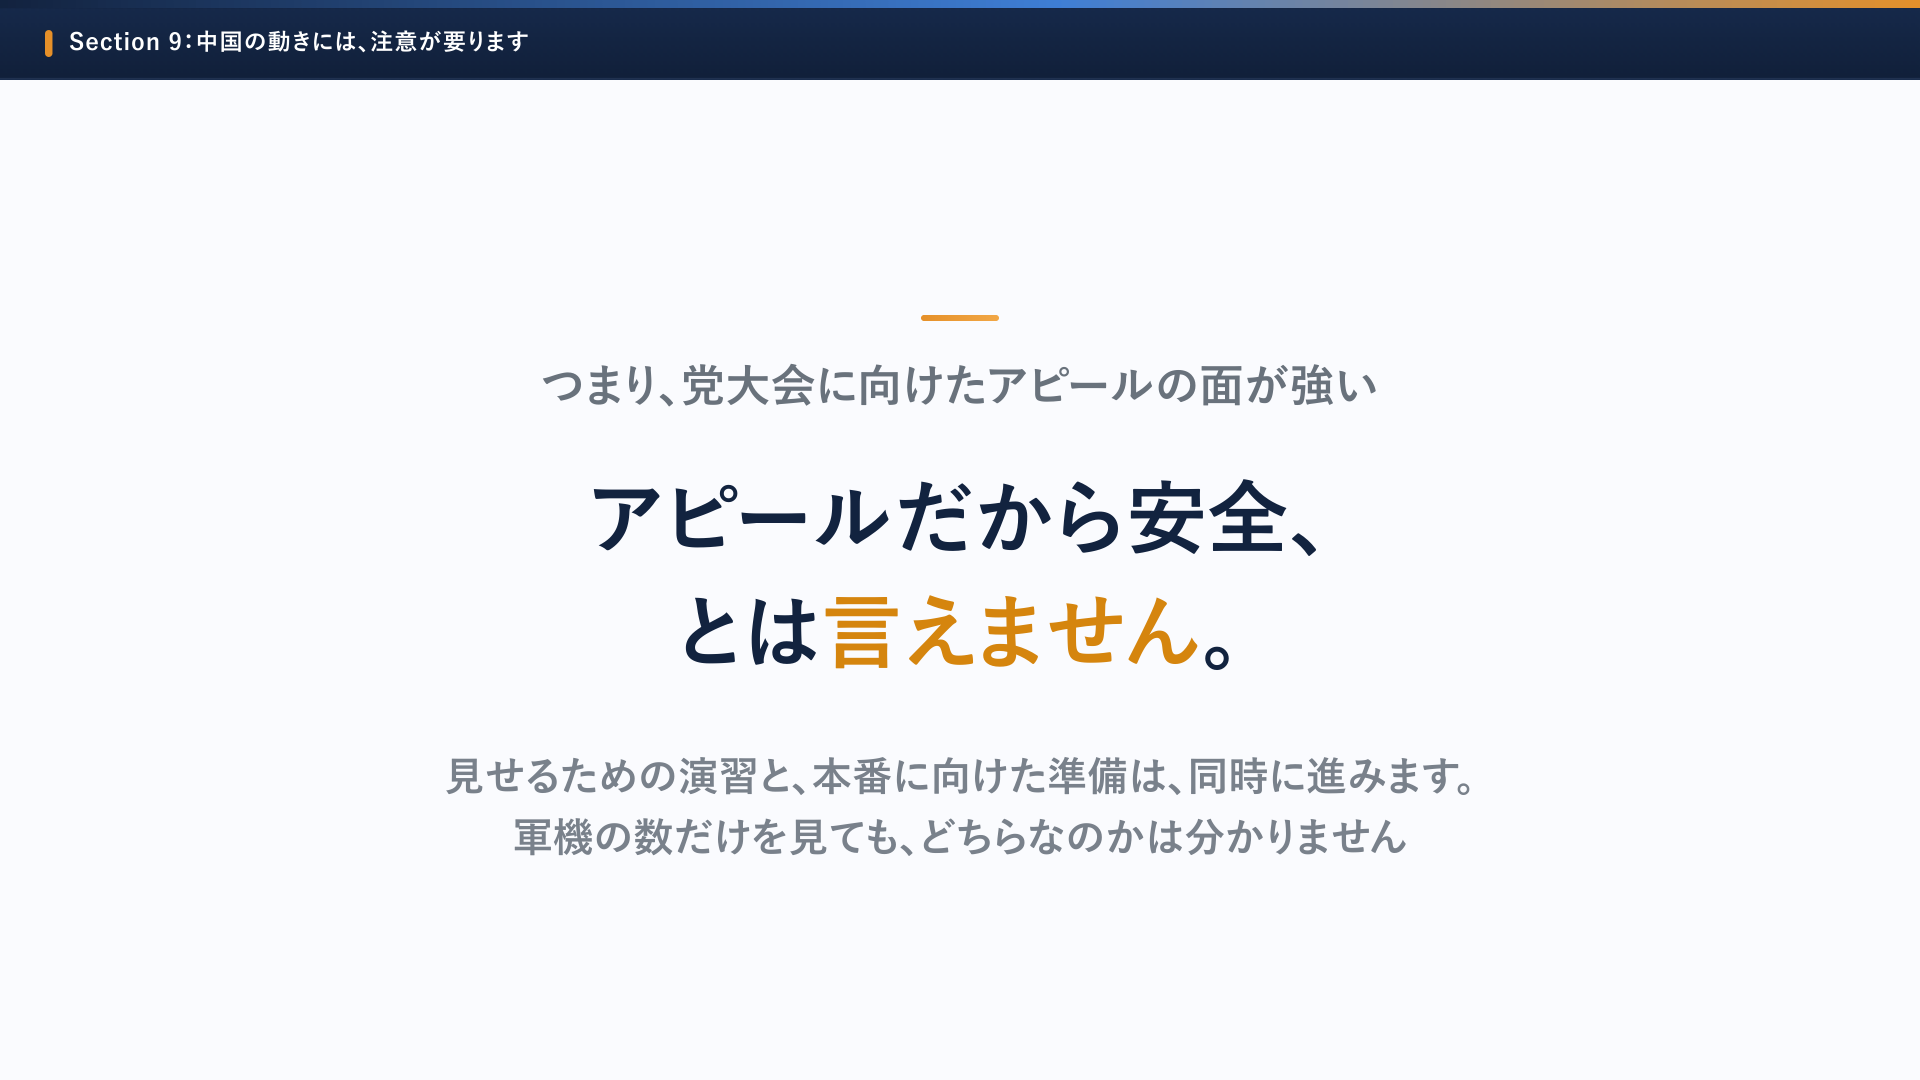 Section 9：中国の動きには、注意が要ります
つまり、党大会に向けたアピールの面が強い
アピールだから安全、
とは言えません。
見せるための演習と、本番に向けた準備は、同時に進みます。
軍機の数だけを見ても、どちらなのかは分かりません